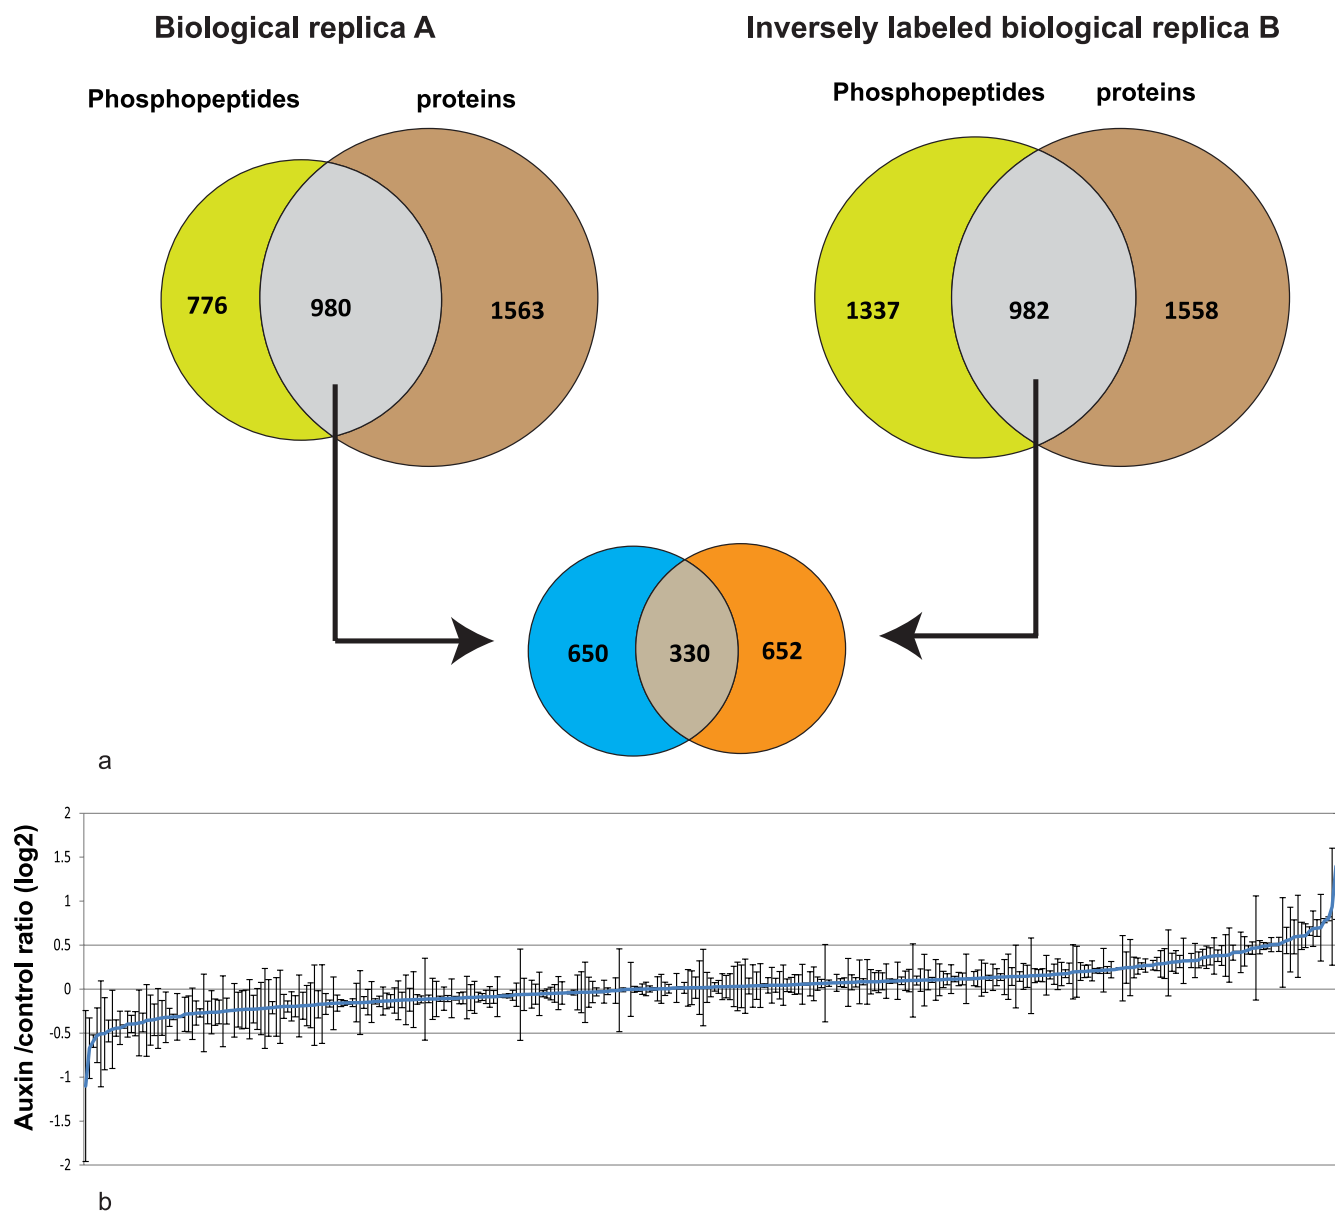 Biological replica A
Inversely labeled biological replica B
Phosphopeptides
proteins
Phosphopeptides
proteins
776
980
1563
1337
982
1558
650
330
652
a
Auxin /control ratio (log2)
2
1.5
1
0.5
0
-0.5
-1
-1.5
-2
b